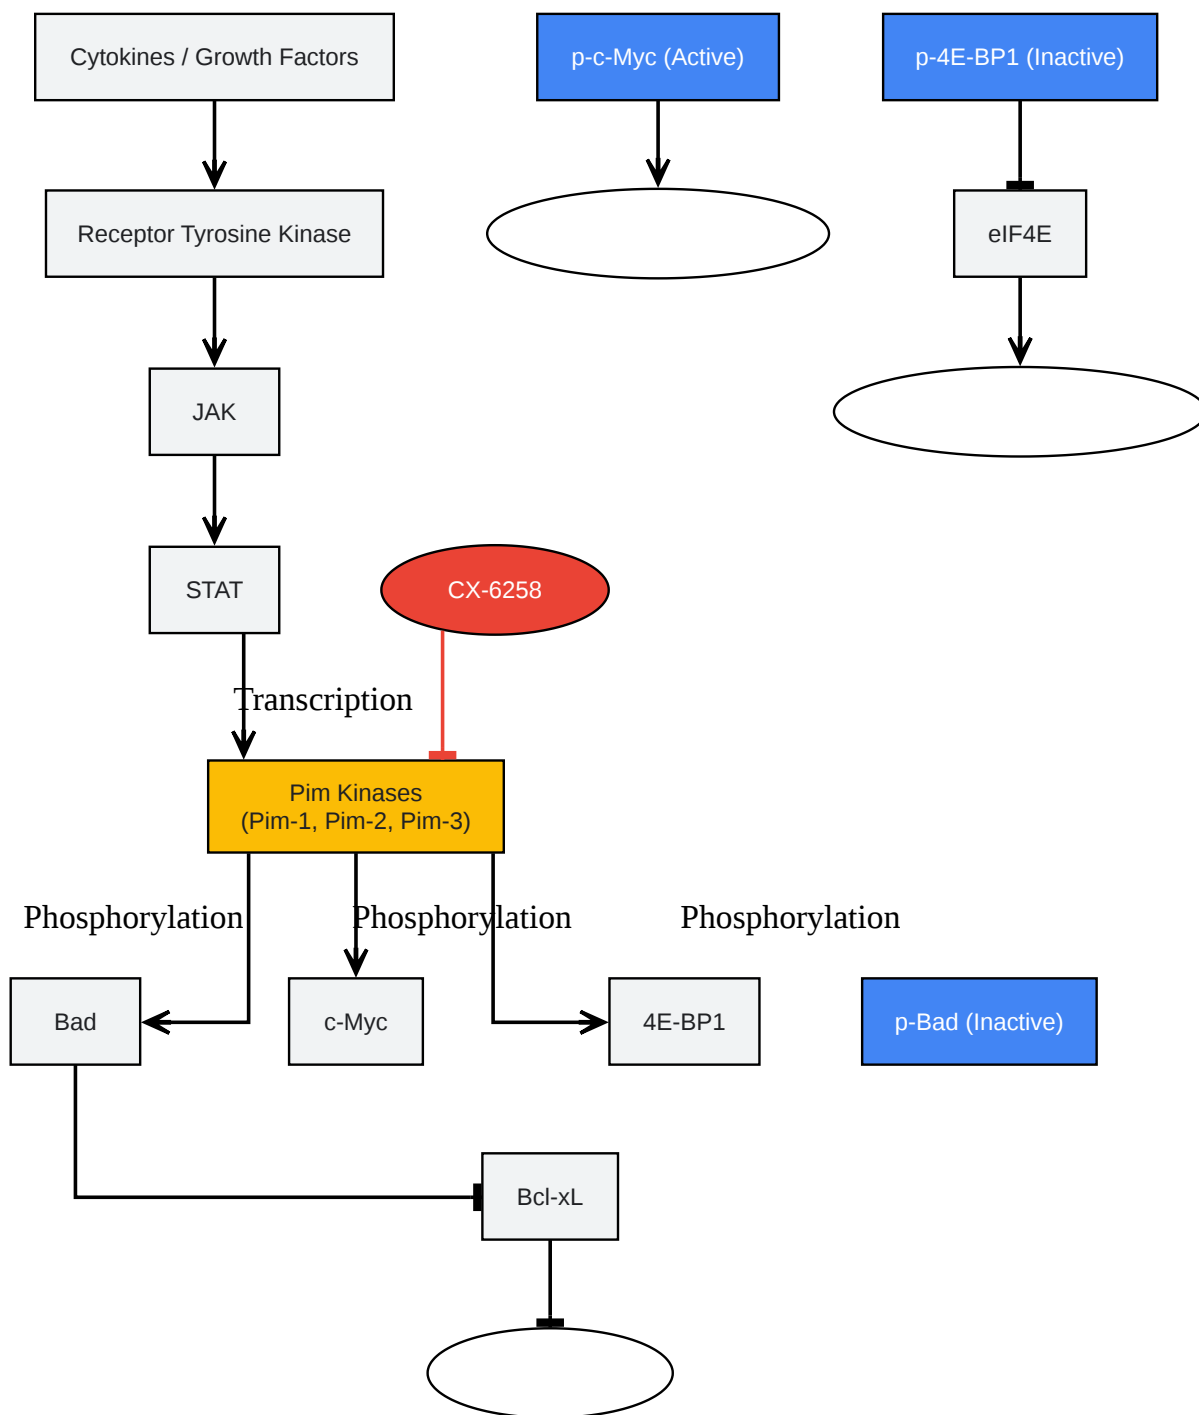 Cytokines / Growth Factors
p-c-Myc (Active)
p-4E-BP1 (Inactive)
Receptor Tyrosine Kinase
eIF4E
JAK
STAT
CX-6258
Transcription
Pim Kinases
(Pim-1, Pim-2, Pim-3)
Phosphorylation
Phosphorylation
Phosphorylation
Bad
c-Myc
4E-BP1
p-Bad (Inactive)
Bcl-xL